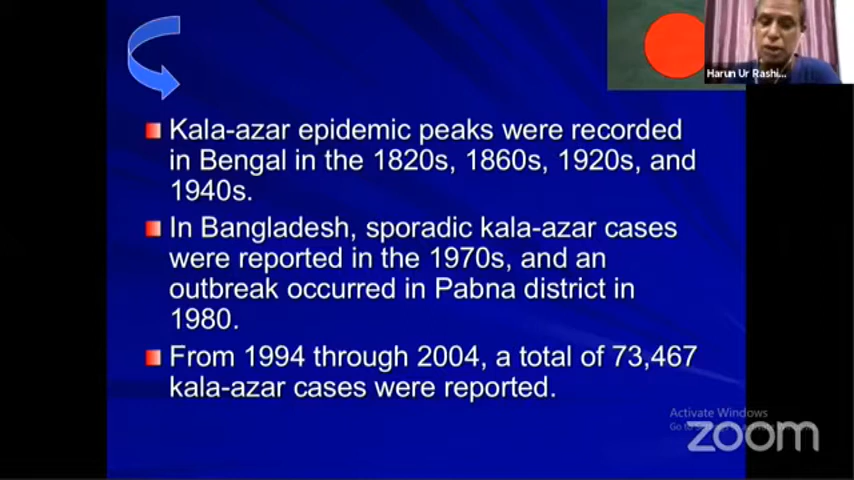 Harun Ur Rashi...
Kala-azar epidemic peaks were recorded
in Bengal in the 1820s, 1860s, 1920s, and
1940s.
In Bangladesh, sporadic kala-azar cases
were reported in the 1970s, and an
outbreak occurred in Pabna district in
1980.
From 1994 through 2004, a total of 73,467
kala-azar cases were reported.
Activate Windows
Go to
zoom